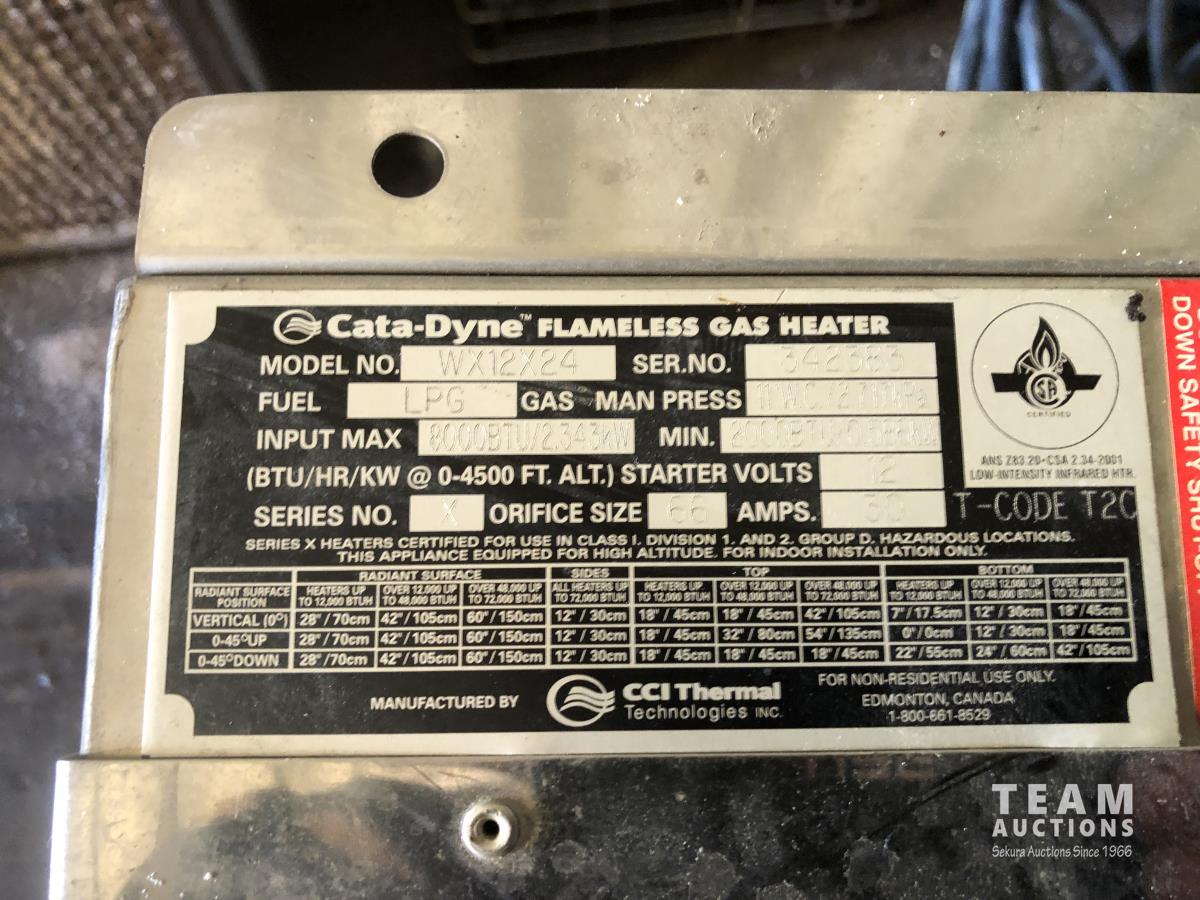 Cata-Dyne™ FLAMELESS GAS HEATER
MODEL NO. WX12X24 SER.NO. 342383
FUEL LPG GAS MAN PRESS
INPUT MAX 8000BTU/2.343kW MIN.
(BTU/HR/KW @ 0-4500 FT. ALT.) STARTER VOLTS 12
SERIES NO. X ORIFICE SIZE 66 AMPS. 30
T-CODE T2C
CERTIFIED
ANS Z83.20-CSA 2.34-2001
LOW-INTENSITY INFRARED HTR.
SERIES X HEATERS CERTIFIED FOR USE IN CLASS I. DIVISION 1. AND 2. GROUP D. HAZARDOUS LOCATIONS.
THIS APPLIANCE EQUIPPED FOR HIGH ALTITUDE. FOR INDOOR INSTALLATION ONLY.
RADIANT SURFACE SIDES TOP BOTTOM
RADIANT SURFACE POSITION HEATERS UP TO 12,000 BTUH OVER 12,000 UP TO 48,000 BTUH OVER 48,000 UP TO 72,000 BTUH ALL HEATERS UP TO 72,000 BTUH HEATERS UP TO 12,000 BTUH OVER 12,000 UP TO 48,000 BTUH OVER 48,000 UP TO 72,000 BTUH HEATERS UP TO 12,000 BTUH OVER 12,000 UP TO 48,000 BTUH OVER 48,000 UP TO 72,000 BTUH
VERTICAL (0°) 28"/70cm 42"/105cm 60"/150cm 12"/30cm 18"/45cm 18"/45cm 42"/105cm 7"/17.5cm 12"/30cm 18"/45cm
0-45°UP 28"/70cm 42"/105cm 60"/150cm 12"/30cm 18"/45cm 32"/80cm 54"/135cm 0"/0cm 12"/30cm 18"/45cm
0-45°DOWN 28"/70cm 42"/105cm 60"/150cm 12"/30cm 18"/45cm 18"/45cm 18"/45cm 22"/55cm 24"/60cm 42"/105cm
MANUFACTURED BY CCI Thermal Technologies INC.
FOR NON-RESIDENTIAL USE ONLY.
EDMONTON, CANADA
1-800-661-8529
DOWN SAFETY
TEAM
AUCTIONS
Sekura Auctions Since 1966